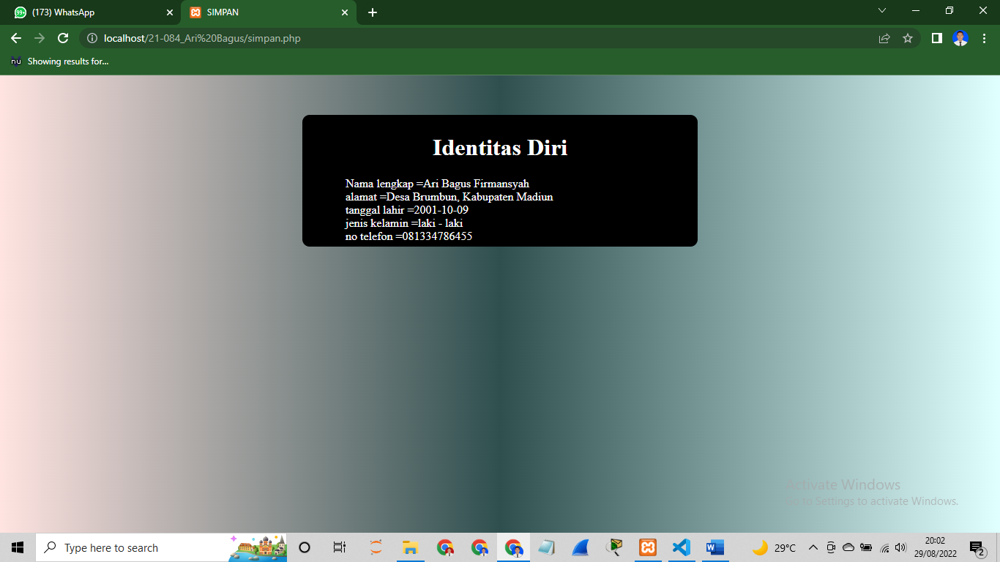 (173) WhatsApp
SIMPAN
localhost/21-084_Ari%20Bagus/simpan.php
nu Showing results for...
Identitas Diri
Nama lengkap =Ari Bagus Firmansyah
alamat =Desa Brumbun, Kabupaten Madiun
tanggal lahir =2001-10-09
jenis kelamin =laki - laki
no telefon =081334786455
Activate Windows
to Settings to activate Windows.
Type here to search
29°C
20:02
29/08/2022
2